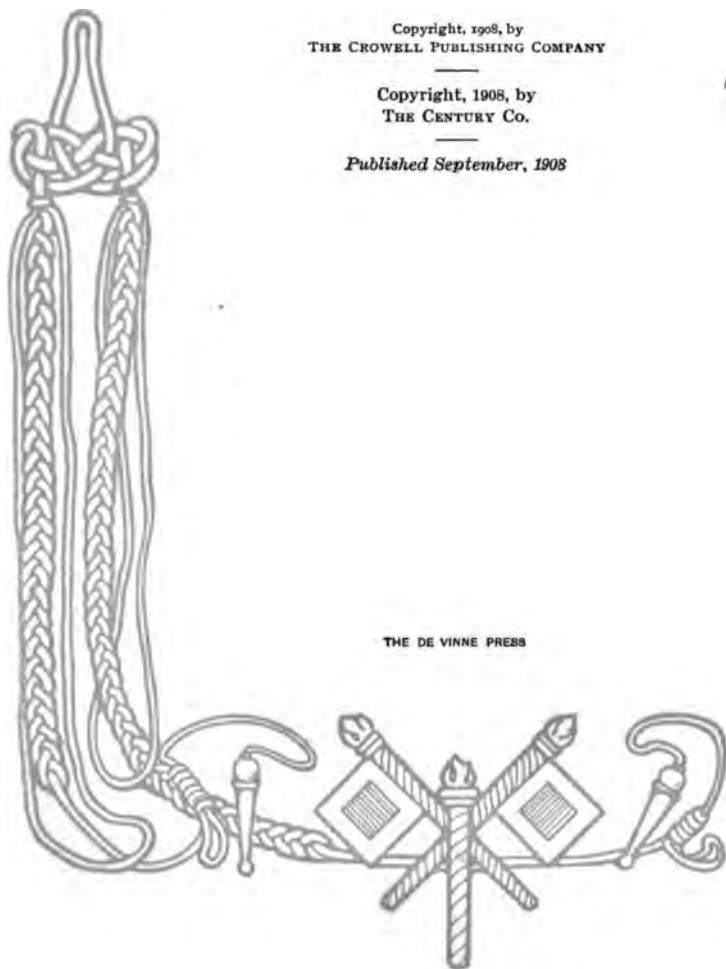 Copyright, 1908, by
THE CROWELL PUBLISHING COMPANY
Copyright, 1908, by
THE CENTURY CO.
Published September, 1908
THE DE VINNE PRESS